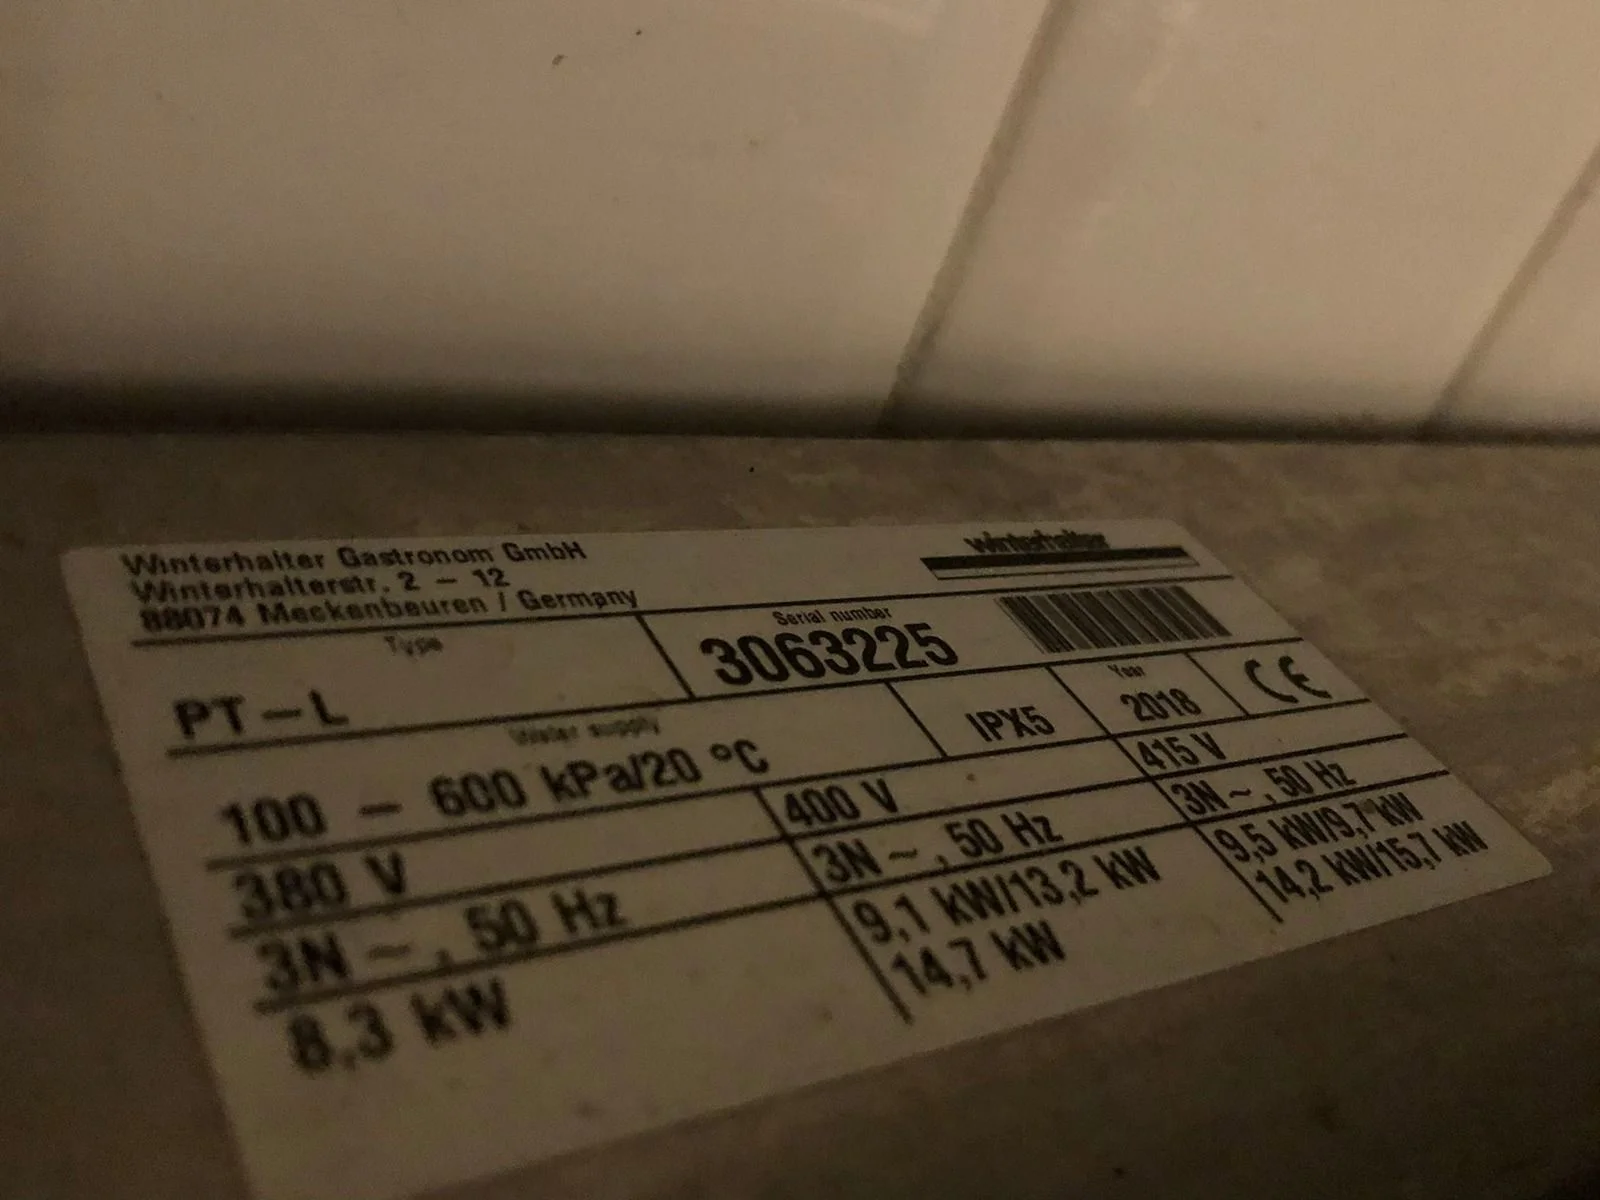 Winterhalter Gastronom GmbH
Winterhalterstr. 2 – 12
88074 Meckenbeuren / Germany
winterhalter
Type
PT – L
Serial number
3063225
Water supply
100 – 600 kPa/20 °C
IPX5
Year
2018
CE
380 V
3N ~ , 50 Hz
8,3 kW
400 V
3N ~ , 50 Hz
9,1 kW/13,2 kW
14,7 kW
415 V
3N ~ , 50 Hz
9,5 kW/9,7 kW
14,2 kW/15,7 kW